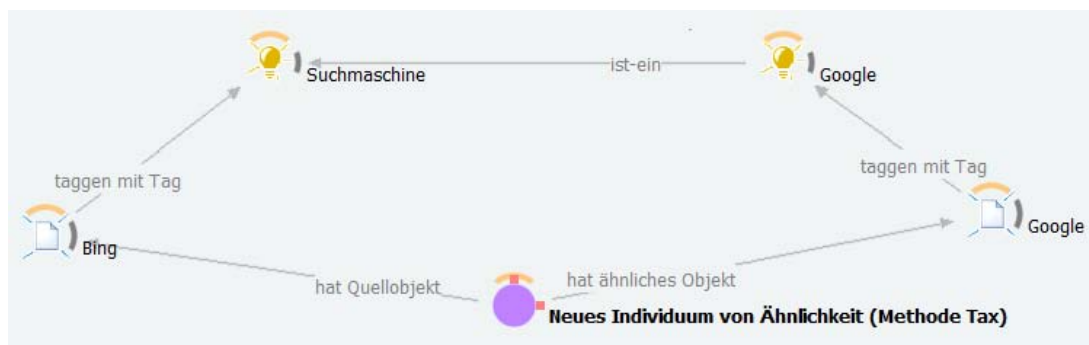 Suchmaschine
ist-ein
Google
taggen mit Tag
taggen mit Tag
Bing
Google
hat Quellobjekt
hat ähnliches Objekt
Neues Individuum von Ähnlichkeit (Methode Tax)